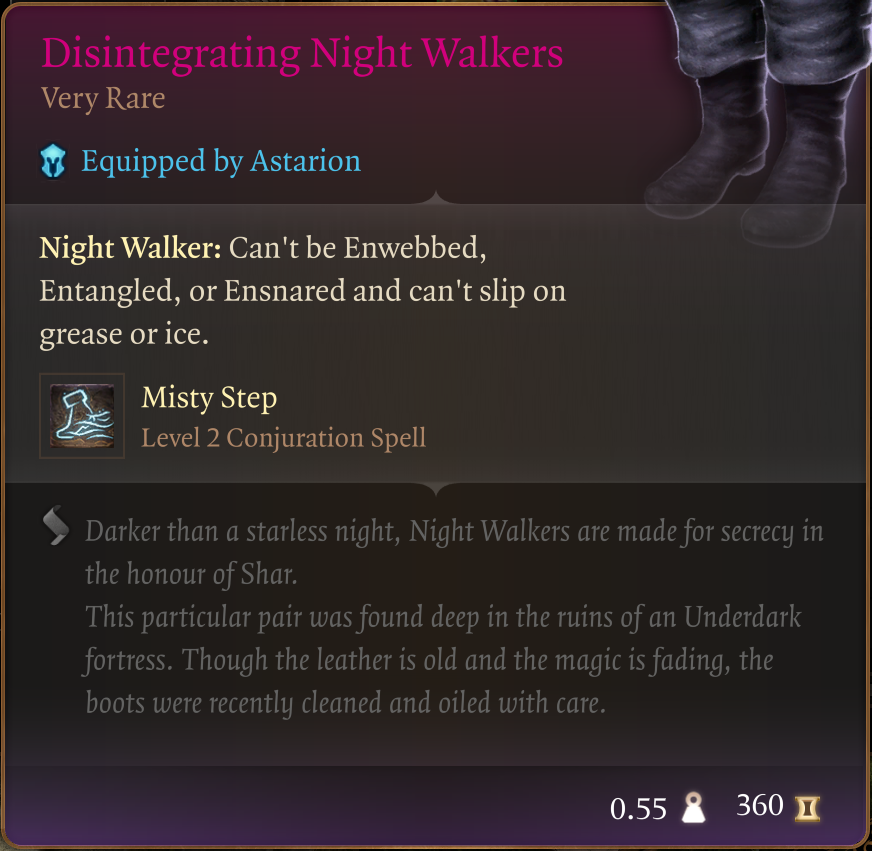 Disintegrating Night Walkers
Very Rare
Equipped by Astarion
Night Walker: Can't be Enwebbed,
Entangled, or Ensnared and can't slip on
grease or ice.
Misty Step
Level 2 Conjuration Spell
Darker than a starless night, Night Walkers are made for secrecy in
the honour of Shar.
This particular pair was found deep in the ruins of an Underdark
fortress. Though the leather is old and the magic is fading, the
boots were recently cleaned and oiled with care.
0.55 360